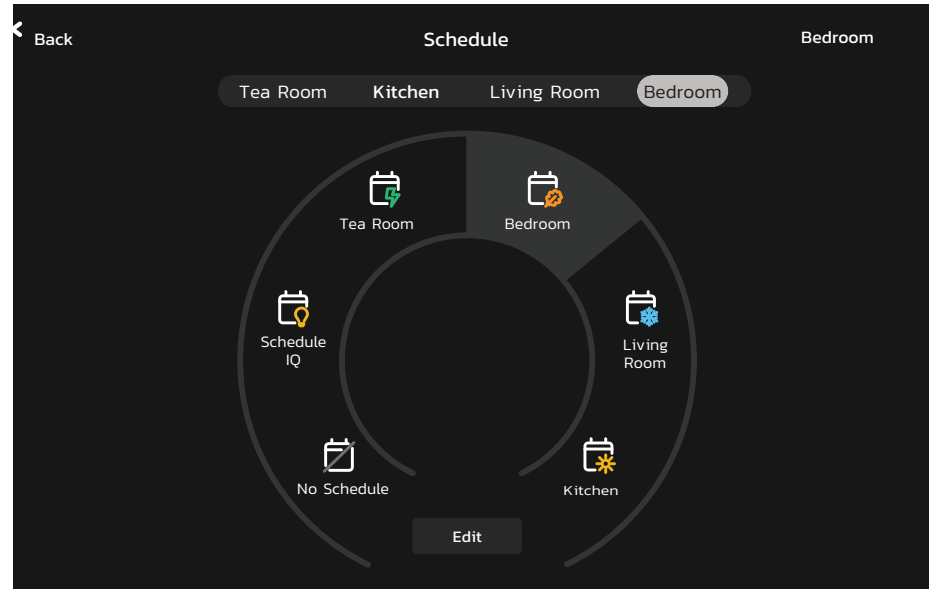 Back
Schedule
Bedroom
Tea Room
Kitchen
Living Room
Bedroom
Tea Room
Bedroom
Schedule
IQ
Living
Room
No Schedule
Kitchen
Edit